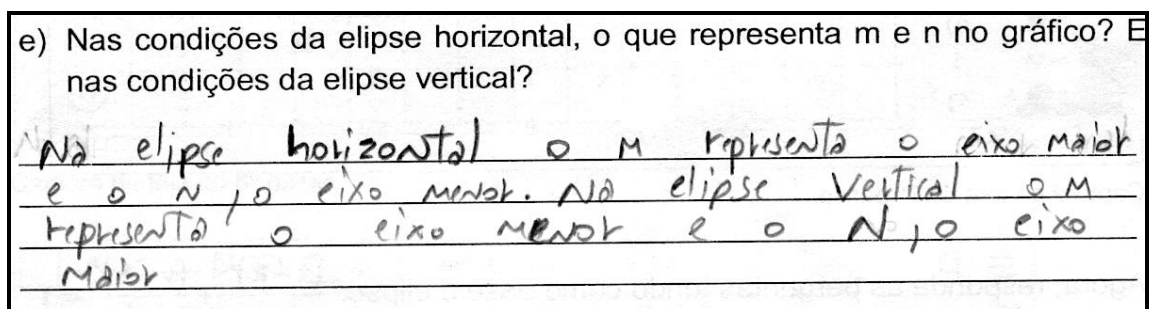 e) Nas condições da elipse horizontal, o que representa m e n no gráfico? E
nas condições da elipse vertical?
Na elipse horizontal o M representa o eixo maior
e o N, o eixo menor. Na elipse vertical o M
representa o eixo menor e o N, o eixo
maior